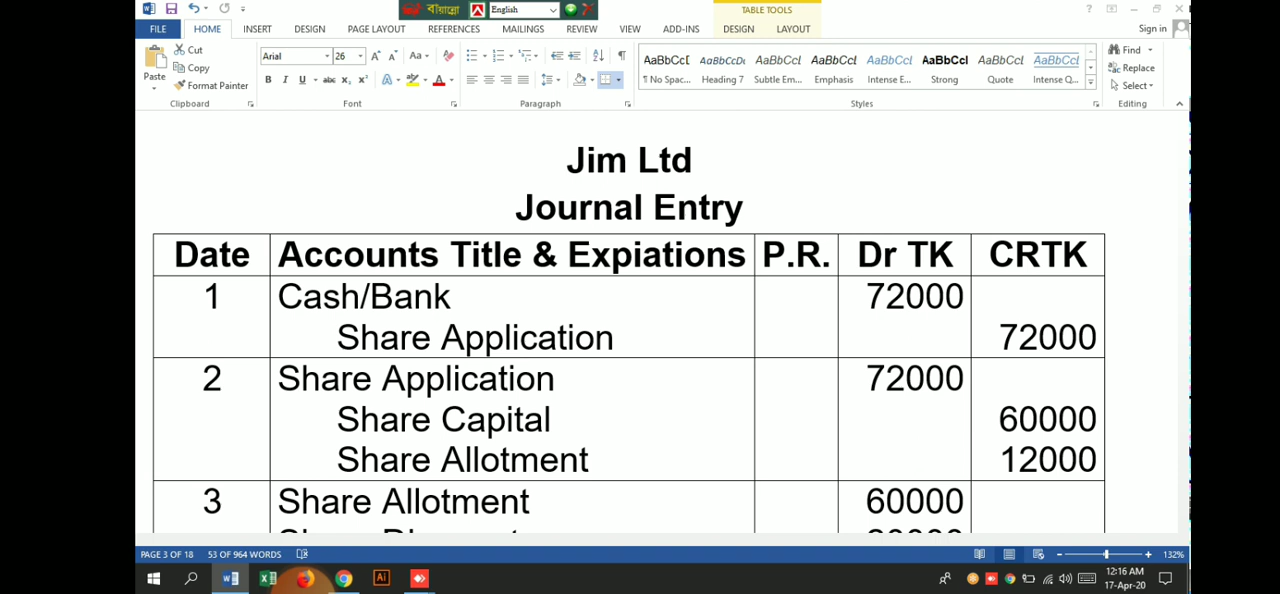 বায়ান্নো English
TABLE TOOLS
Sign in
FILE HOME INSERT DESIGN PAGE LAYOUT REFERENCES MAILINGS REVIEW VIEW ADD-INS DESIGN LAYOUT
Paste
Cut
Copy
Format Painter
Clipboard
Arial 26
Font
Paragraph
AaBbCcI AaBbCcDı AaBbCcI AaBbCcI AaBbCcI AaBbCcI AaBbCcI AaBbCcI
¶ No Spac... Heading 7 Subtle Em... Emphasis Intense E... Strong Quote Intense Q...
Styles
Find
Replace
Select
Editing
Jim Ltd
Journal Entry
Date Accounts Title & Expiations P.R. Dr TK CRTK
1 Cash/Bank 72000
Share Application 72000
2 Share Application 72000
Share Capital 60000
Share Allotment 12000
3 Share Allotment 60000
PAGE 3 OF 18 53 OF 964 WORDS 132%
12:16 AM
17-Apr-20